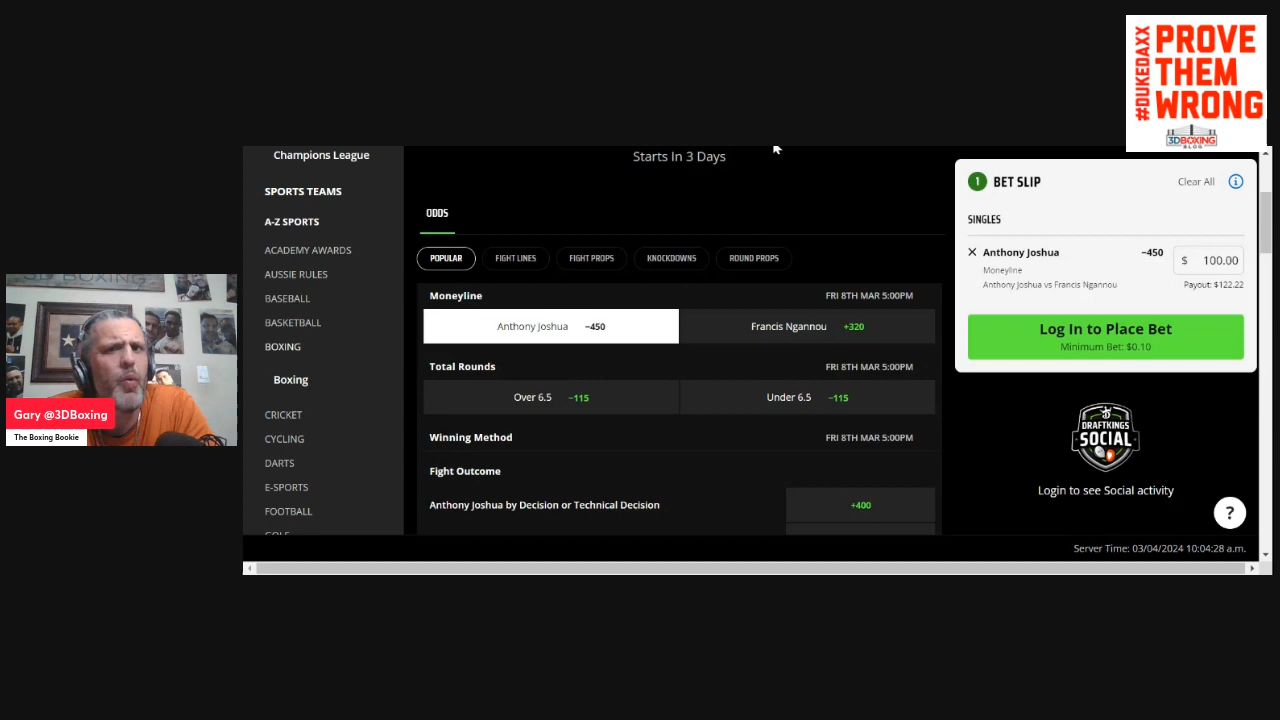 #DUKEDAXX
PROVE
THEM
WRONG
3DBOXING
BLOG
Champions League
SPORTS TEAMS
A-Z SPORTS
ACADEMY AWARDS
AUSSIE RULES
BASEBALL
BASKETBALL
BOXING
Boxing
CRICKET
CYCLING
DARTS
E-SPORTS
FOOTBALL
GOLF
Starts In 3 Days
ODDS
POPULAR FIGHT LINES FIGHT PROPS KNOCKDOWNS ROUND PROPS
Moneyline FRI 8TH MAR 5:00PM
Anthony Joshua −450 Francis Ngannou +320
Total Rounds FRI 8TH MAR 5:00PM
Over 6.5 −115 Under 6.5 −115
Winning Method FRI 8TH MAR 5:00PM
Fight Outcome
Anthony Joshua by Decision or Technical Decision +400
1 BET SLIP Clear All i
SINGLES
Anthony Joshua −450 $ 100.00
Moneyline
Anthony Joshua vs Francis Ngannou Payout: $122.22
Log In to Place Bet
Minimum Bet: $0.10
DRAFTKINGS
SOCIAL
Login to see Social activity
?
Server Time: 03/04/2024 10:04:28 a.m.
Gary @3DBoxing
The Boxing Bookie